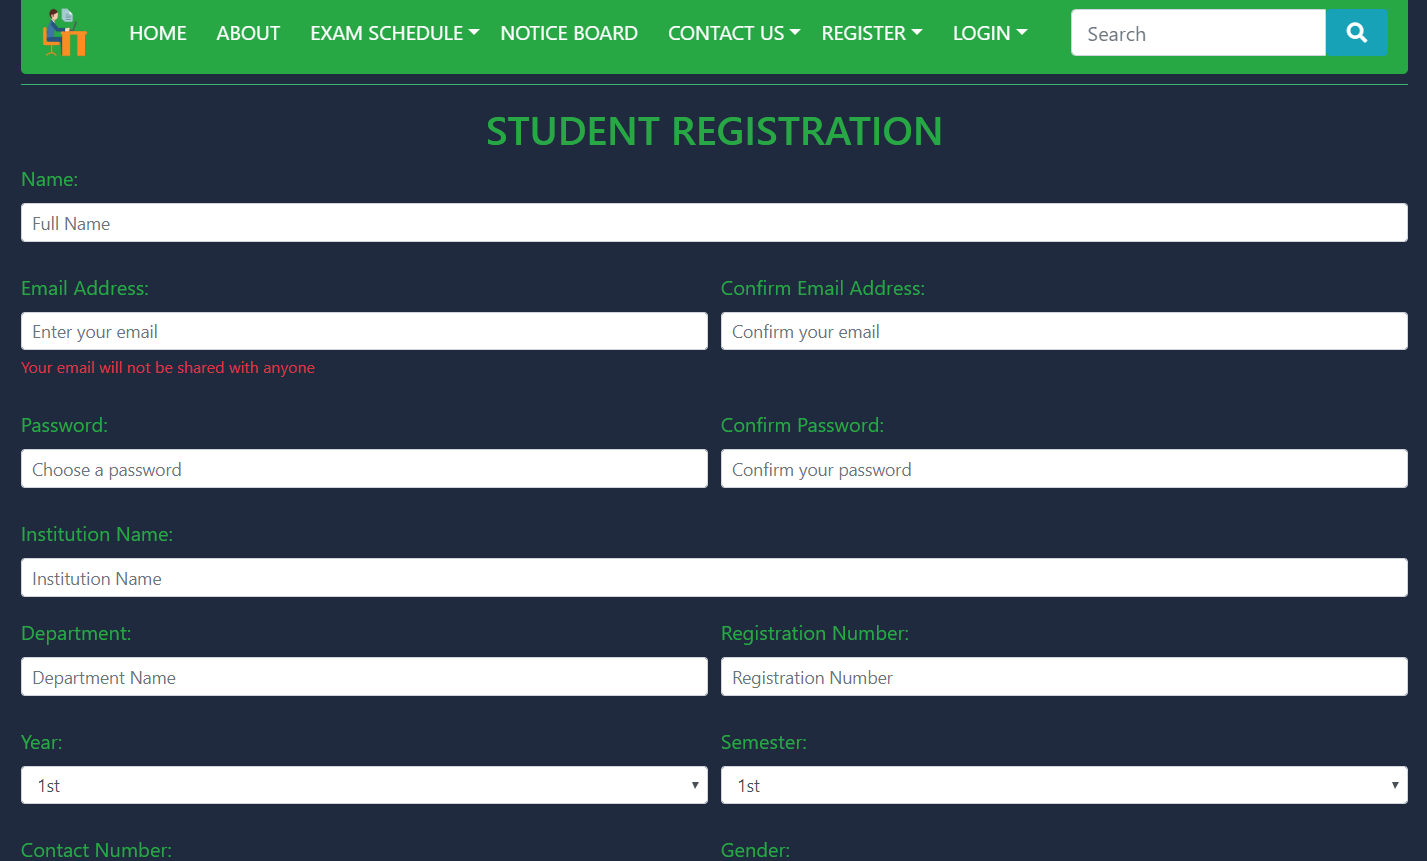 HOME ABOUT EXAM SCHEDULE NOTICE BOARD CONTACT US REGISTER LOGIN Search
STUDENT REGISTRATION
Name:
Full Name
Email Address: Confirm Email Address:
Enter your email Confirm your email
Your email will not be shared with anyone
Password: Confirm Password:
Choose a password Confirm your password
Institution Name:
Institution Name
Department: Registration Number:
Department Name Registration Number
Year: Semester:
1st 1st
Contact Number: Gender: